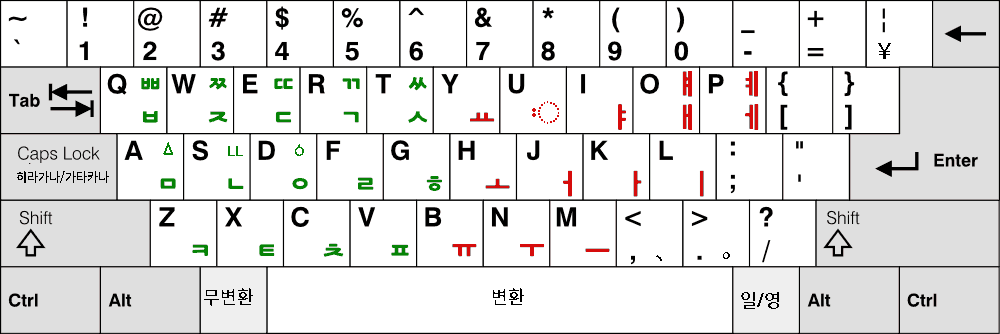 ~ ! @ # $ % ^ & * ( ) _ + ¦
` 1 2 3 4 5 6 7 8 9 0 - = ¥
Tab Q ㅃ W ㅉ E ㄸ R ㄲ T ㅆ Y U I O ㅒ P ㅖ { }
ㅂ ㅈ ㄷ ㄱ ㅅ ㅛ 〯 ㅑ ㅐ ㅔ [ ]
Caps Lock A ㅿ S ㅥ D ㆁ F G H J K L : " Enter
히라가나/가타카나 ㅁ ㄴ ㅇ ㄹ ㅎ ㅗ ㅓ ㅏ ㅣ ; '
Shift Z X C V B N M < > ? Shift
ㅋ ㅌ ㅊ ㅍ ㅠ ㅜ ㅡ , 、 . 。 /
Ctrl Alt 무변환 변환 일/영 Alt Ctrl